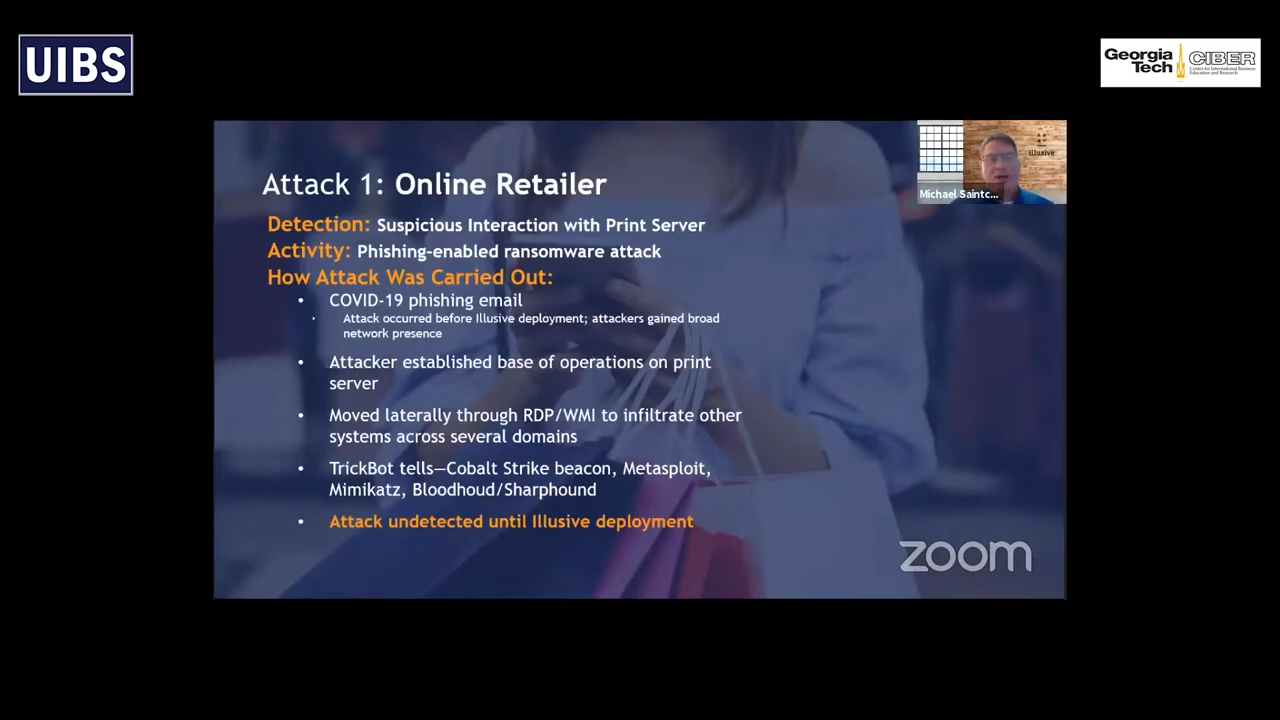 UIBS
Georgia
Tech
CIBER
Center for International Business
Education and Research
illusive
Michael Saintc...
Attack 1: Online Retailer
Detection: Suspicious Interaction with Print Server
Activity: Phishing-enabled ransomware attack
How Attack Was Carried Out:
• COVID-19 phishing email
• Attack occurred before Illusive deployment; attackers gained broad
network presence
• Attacker established base of operations on print
server
• Moved laterally through RDP/WMI to infiltrate other
systems across several domains
• TrickBot tells—Cobalt Strike beacon, Metasploit,
Mimikatz, Bloodhoud/Sharphound
• Attack undetected until Illusive deployment
zoom